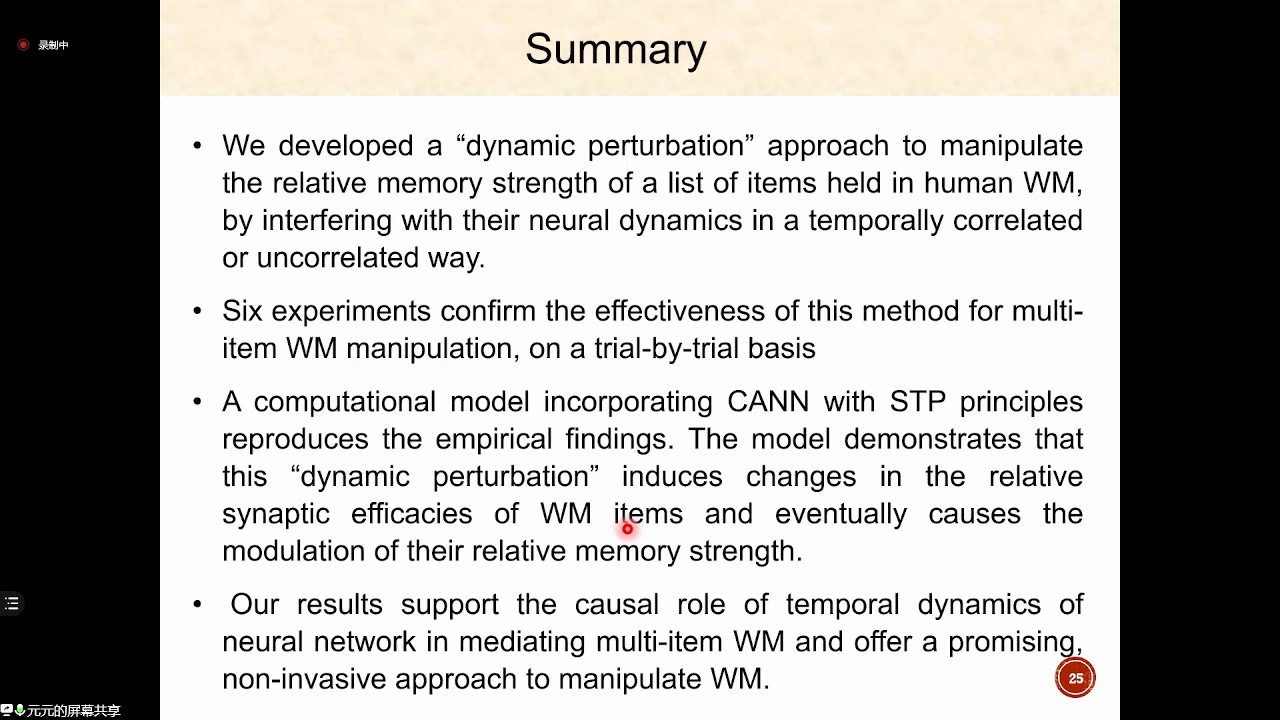 录制中
Summary
• We developed a “dynamic perturbation” approach to manipulate
the relative memory strength of a list of items held in human WM,
by interfering with their neural dynamics in a temporally correlated
or uncorrelated way.
• Six experiments confirm the effectiveness of this method for multi-
item WM manipulation, on a trial-by-trial basis
• A computational model incorporating CANN with STP principles
reproduces the empirical findings. The model demonstrates that
this “dynamic perturbation” induces changes in the relative
synaptic efficacies of WM items and eventually causes the
modulation of their relative memory strength.
• Our results support the causal role of temporal dynamics of
neural network in mediating multi-item WM and offer a promising,
non-invasive approach to manipulate WM.
25
元元的屏幕共享